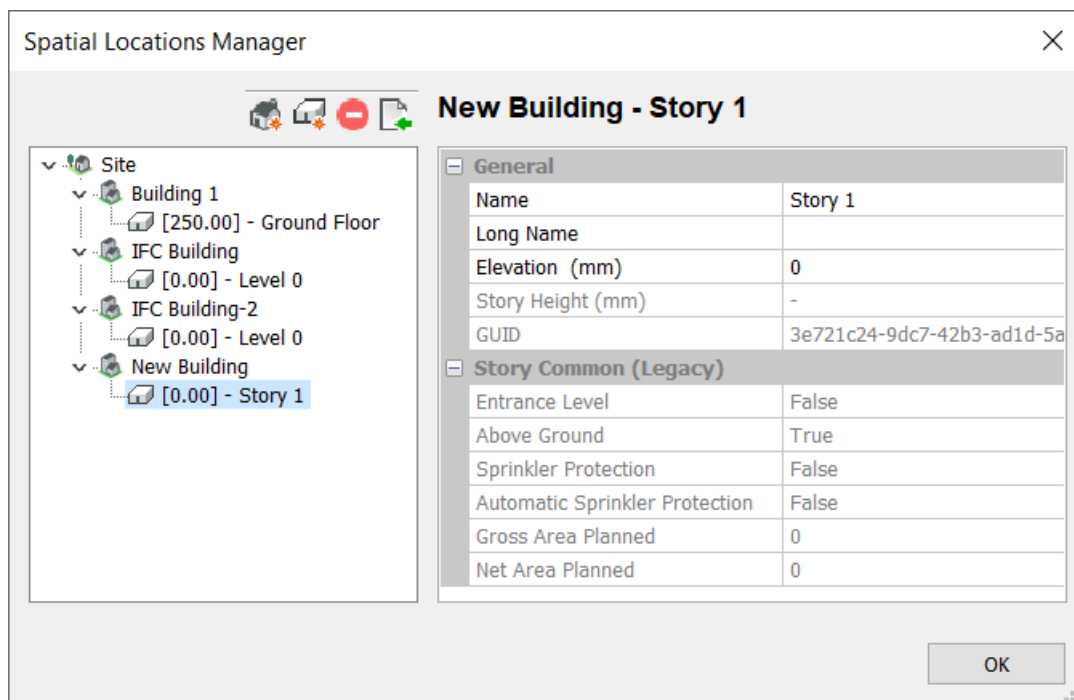 Spatial Locations Manager
New Building - Story 1
Site
Building 1
[250.00] - Ground Floor
IFC Building
[0.00] - Level 0
IFC Building-2
[0.00] - Level 0
New Building
[0.00] - Story 1
General
Name Story 1
Long Name
Elevation (mm) 0
Story Height (mm) -
GUID 3e721c24-9dc7-42b3-ad1d-5a
Story Common (Legacy)
Entrance Level False
Above Ground True
Sprinkler Protection False
Automatic Sprinkler Protection False
Gross Area Planned 0
Net Area Planned 0
OK